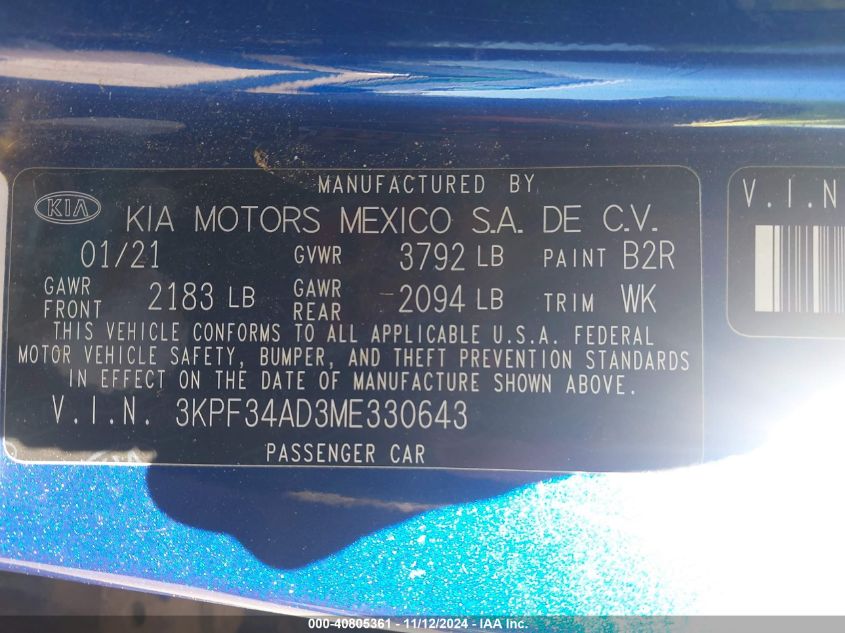 MANUFACTURED BY
KIA
KIA MOTORS MEXICO S.A. DE C.V.
01/21 GVWR 3792 LB PAINT B2R
GAWR FRONT 2183 LB GAWR REAR 2094 LB TRIM WK
THIS VEHICLE CONFORMS TO ALL APPLICABLE U.S.A. FEDERAL
MOTOR VEHICLE SAFETY, BUMPER, AND THEFT PREVENTION STANDARDS
IN EFFECT ON THE DATE OF MANUFACTURE SHOWN ABOVE.
V.I.N. 3KPF34AD3ME330643
PASSENGER CAR
V.I.N
000-40805361 - 11/12/2024 - IAA Inc.